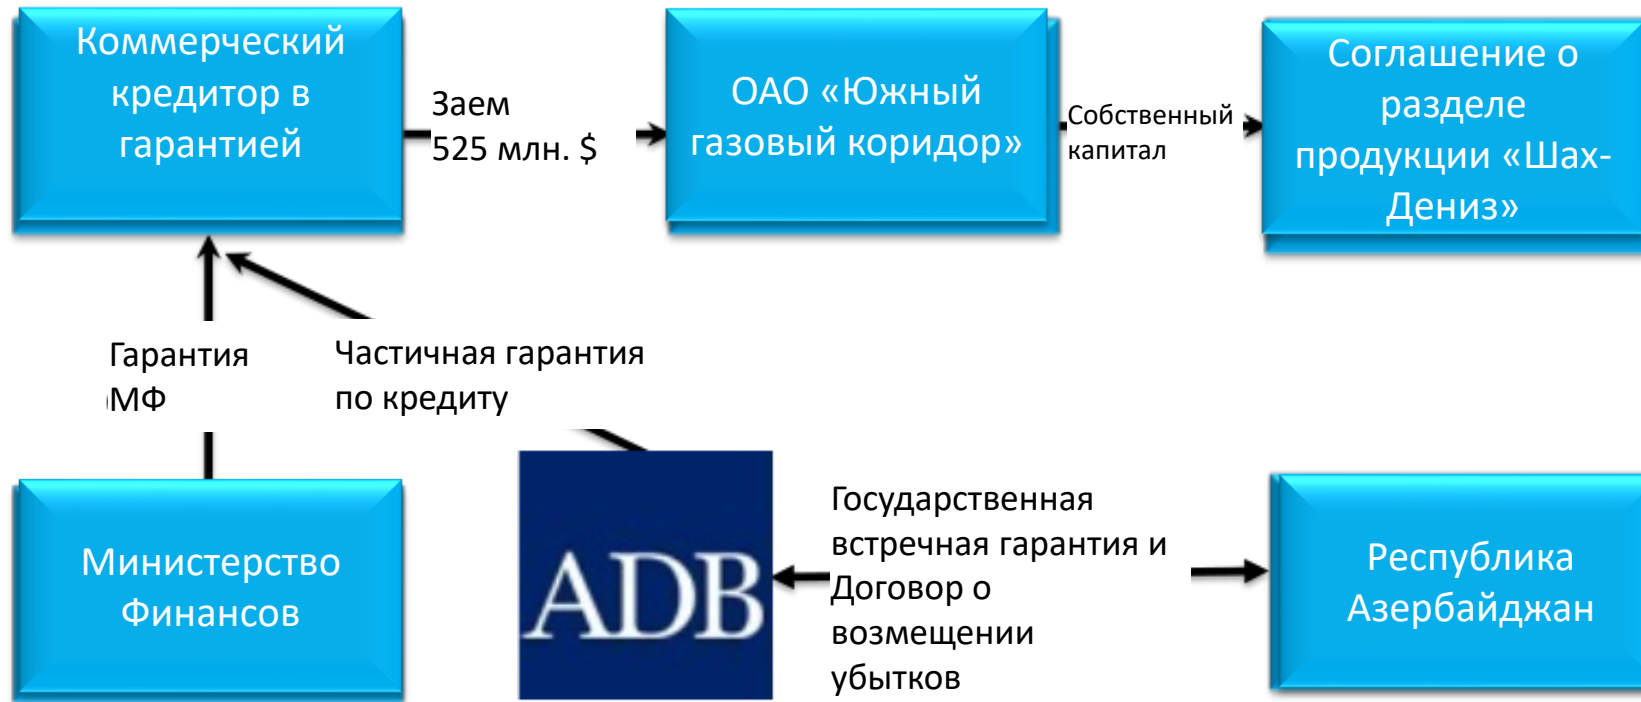 Коммерческий
кредитор в
гарантией
Заем
525 млн. $
ОАО «Южный
газовый коридор»
Собственный
капитал
Соглашение о
разделе
продукции «Шах-
Дениз»
Гарантия
МФ
Частичная гарантия
по кредиту
Министерство
Финансов
ADB
Государственная
встречная гарантия и
Договор о
возмещении
убытков
Республика
Азербайджан